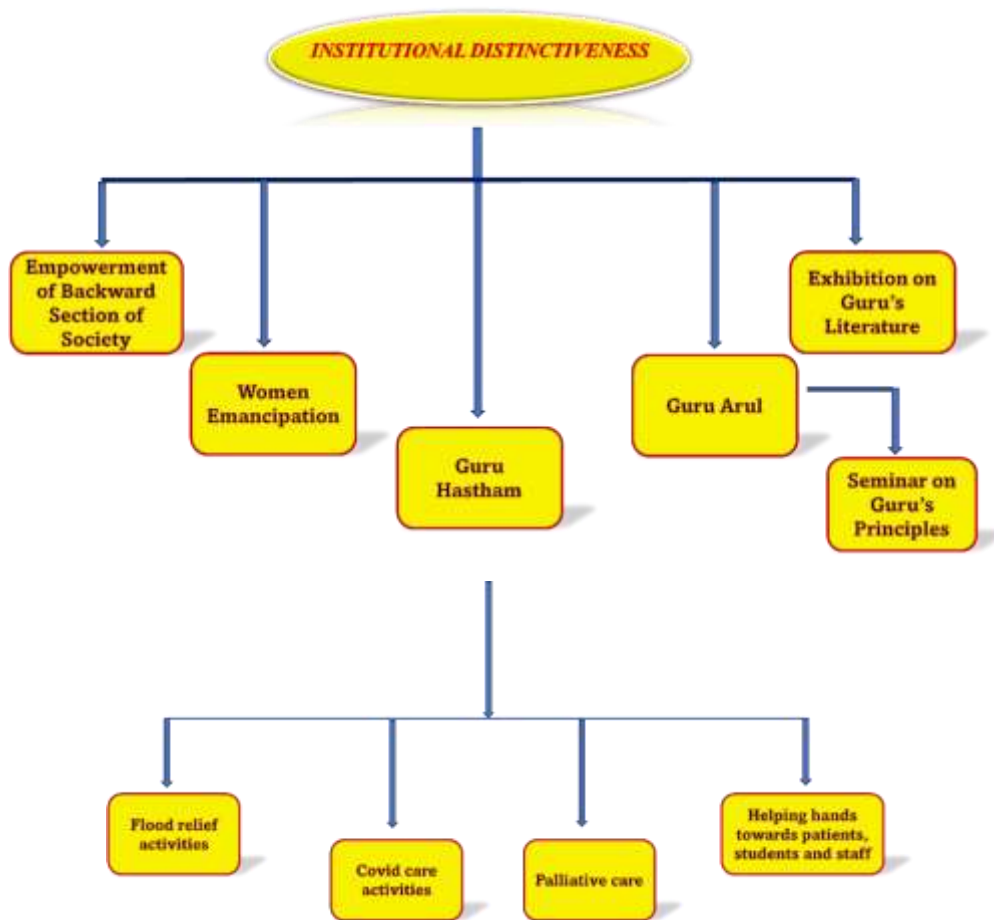 INSTITUTIONAL DISTINCTIVENESS
Empowerment
of Backward
Section of
Society
Women
Emancipation
Guru
Hastham
Guru Arul
Exhibition on
Guru's
Literature
Seminar on
Guru's
Principles
Flood relief
activities
Covid care
activities
Palliative care
Helping hands
towards patients,
students and staff